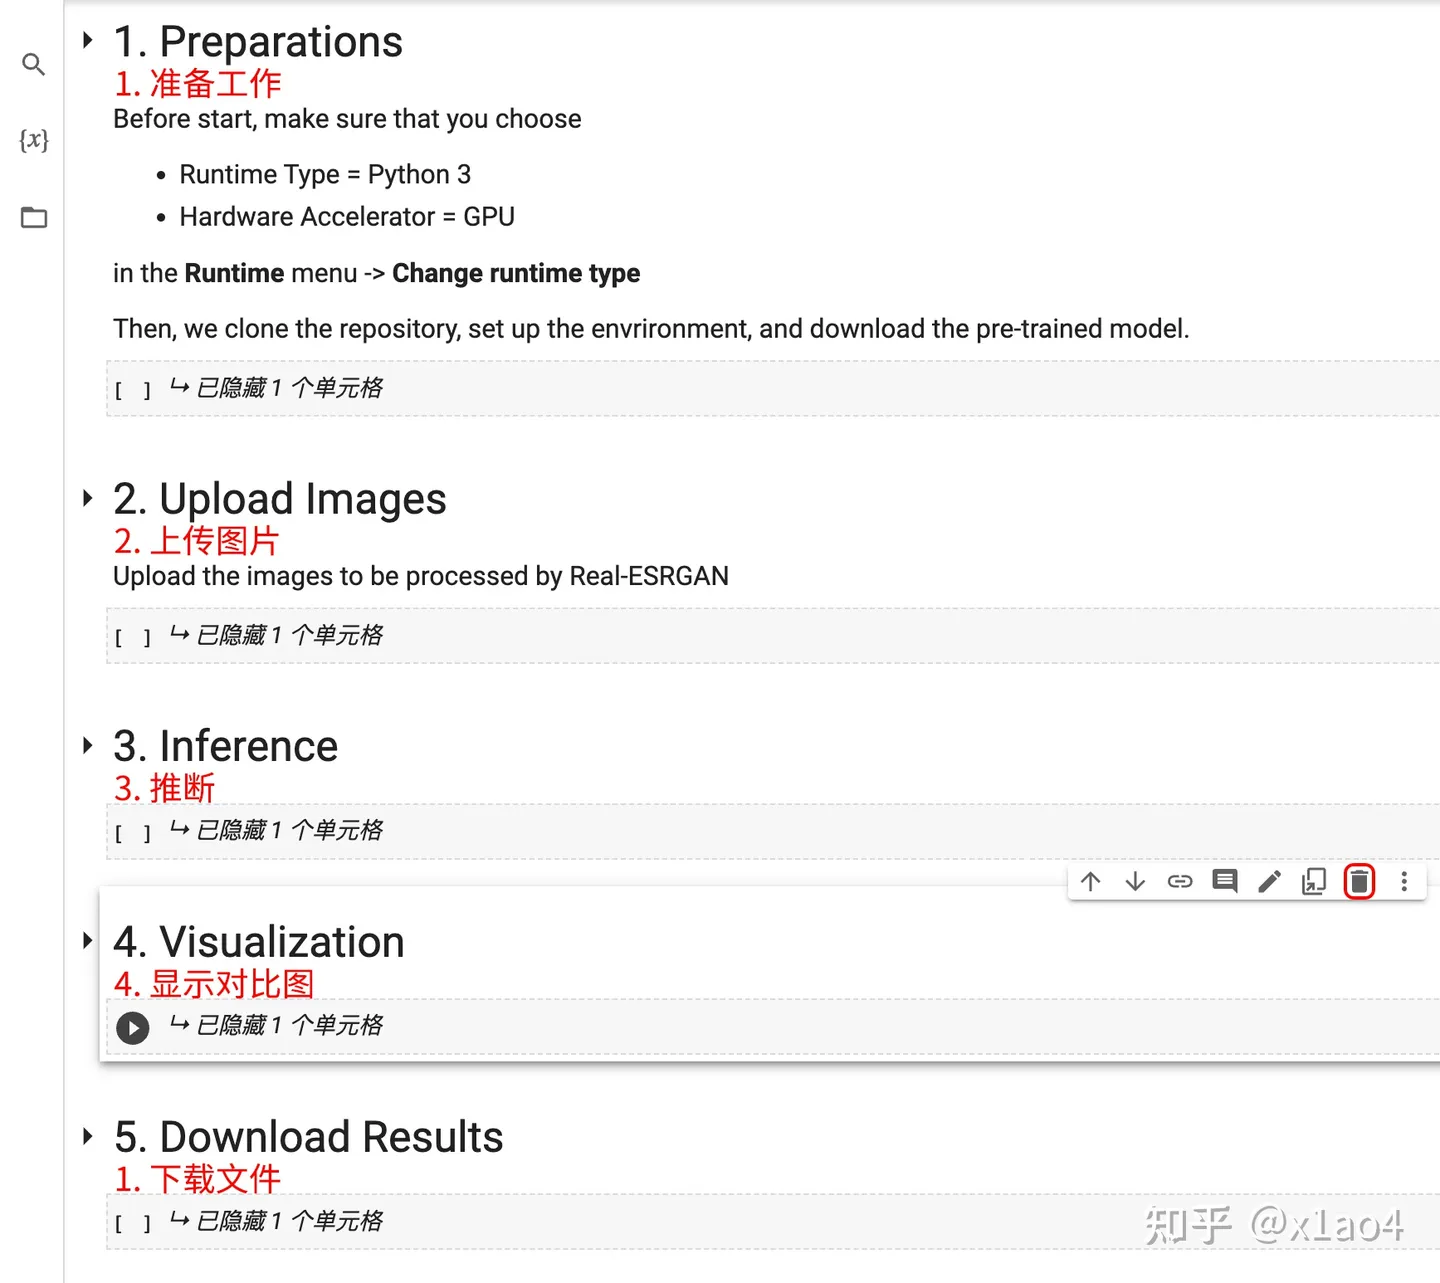 1. Preparations
1. 准备工作
Before start, make sure that you choose
• Runtime Type = Python 3
• Hardware Accelerator = GPU
in the Runtime menu -> Change runtime type
Then, we clone the repository, set up the envrironment, and download the pre-trained model.
[ ] ↳ 已隐藏 1 个单元格
2. Upload Images
2. 上传图片
Upload the images to be processed by Real-ESRGAN
[ ] ↳ 已隐藏 1 个单元格
3. Inference
3. 推断
[ ] ↳ 已隐藏 1 个单元格
4. Visualization
4. 显示对比图
↳ 已隐藏 1 个单元格
5. Download Results
1. 下载文件
[ ] ↳ 已隐藏 1 个单元格
知乎 @x1ao4
{x}